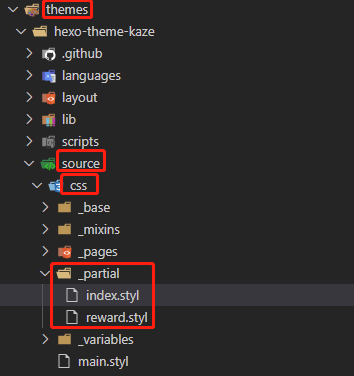 themes
hexo-theme-kaze
.github
languages
layout
lib
scripts
source
css
_base
_mixins
_pages
_partial
index.styl
reward.styl
_variables
main.styl